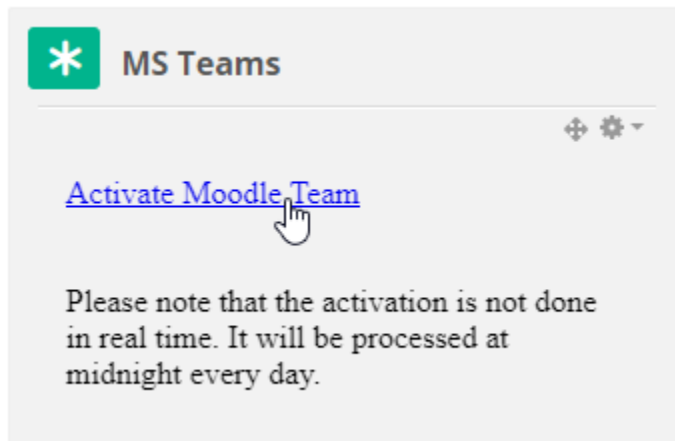 MS Teams
Activate Moodle Team
Please note that the activation is not done
in real time. It will be processed at
midnight every day.